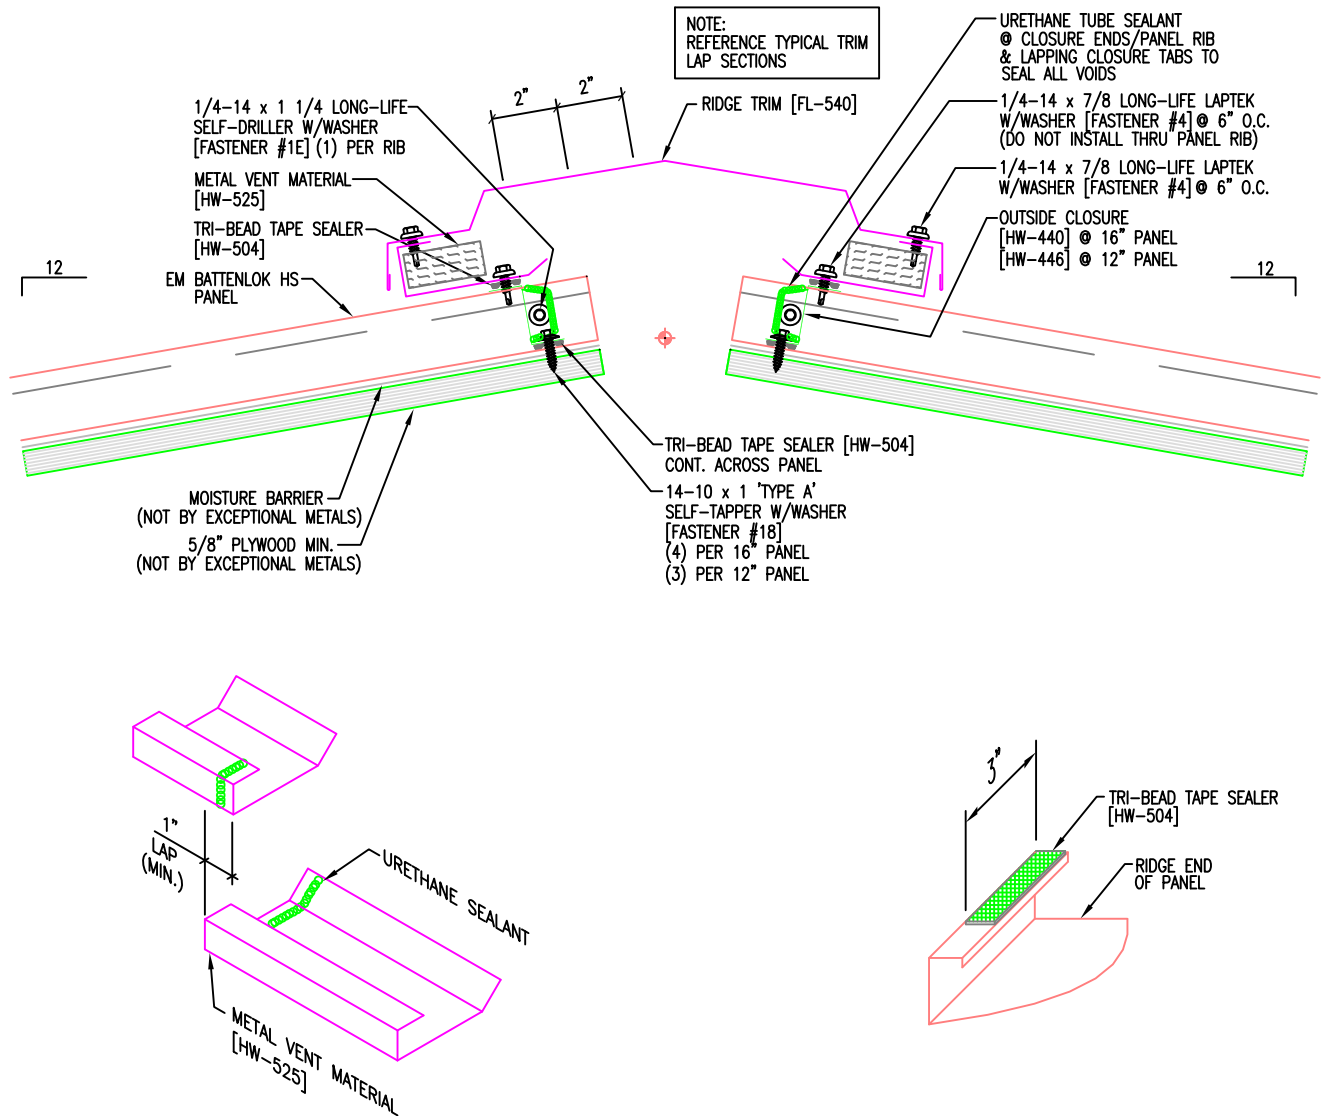 NOTE:
REFERENCE TYPICAL TRIM
LAP SECTIONS
URETHANE TUBE SEALANT
@ CLOSURE ENDS/PANEL RIB
& LAPPING CLOSURE TABS TO
SEAL ALL VOIDS
2"
2"
RIDGE TRIM [FL-540]
1/4-14 x 1 1/4 LONG-LIFE
SELF-DRILLER W/WASHER
[FASTENER #1E] (1) PER RIB
1/4-14 x 7/8 LONG-LIFE LAPTEK
W/WASHER [FASTENER #4] @ 6" O.C.
(DO NOT INSTALL THRU PANEL RIB)
METAL VENT MATERIAL
[HW-525]
1/4-14 x 7/8 LONG-LIFE LAPTEK
W/WASHER [FASTENER #4] @ 6" O.C.
TRI-BEAD TAPE SEALER
[HW-504]
OUTSIDE CLOSURE
[HW-440] @ 16" PANEL
[HW-446] @ 12" PANEL
12
EM BATTENLOK HS
PANEL
12
TRI-BEAD TAPE SEALER [HW-504]
CONT. ACROSS PANEL
MOISTURE BARRIER
(NOT BY EXCEPTIONAL METALS)
5/8" PLYWOOD MIN.
(NOT BY EXCEPTIONAL METALS)
14-10 x 1 'TYPE A'
SELF-TAPPER W/WASHER
[FASTENER #18]
(4) PER 16" PANEL
(3) PER 12" PANEL
1"
LAP
(MIN.)
URETHANE SEALANT
METAL VENT MATERIAL
[HW-525]
3"
TRI-BEAD TAPE SEALER
[HW-504]
RIDGE END
OF PANEL